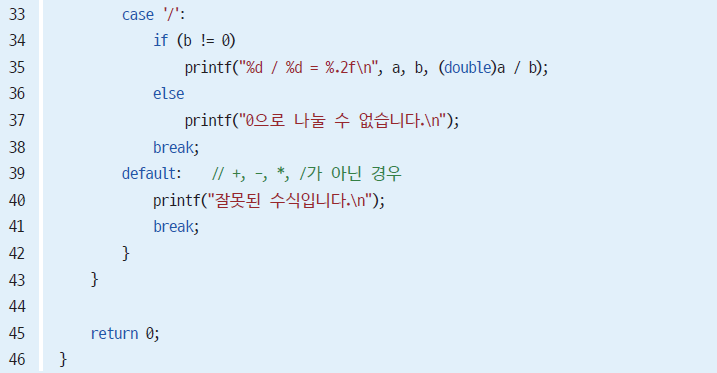 33 case '/':
34 if (b != 0)
35 printf("%d / %d = %.2f\n", a, b, (double)a / b);
36 else
37 printf("0으로 나눌 수 없습니다.\n");
38 break;
39 default: // +, -, *, /가 아닌 경우
40 printf("잘못된 수식입니다.\n");
41 break;
42 }
43 }
44
45 return 0;
46 }